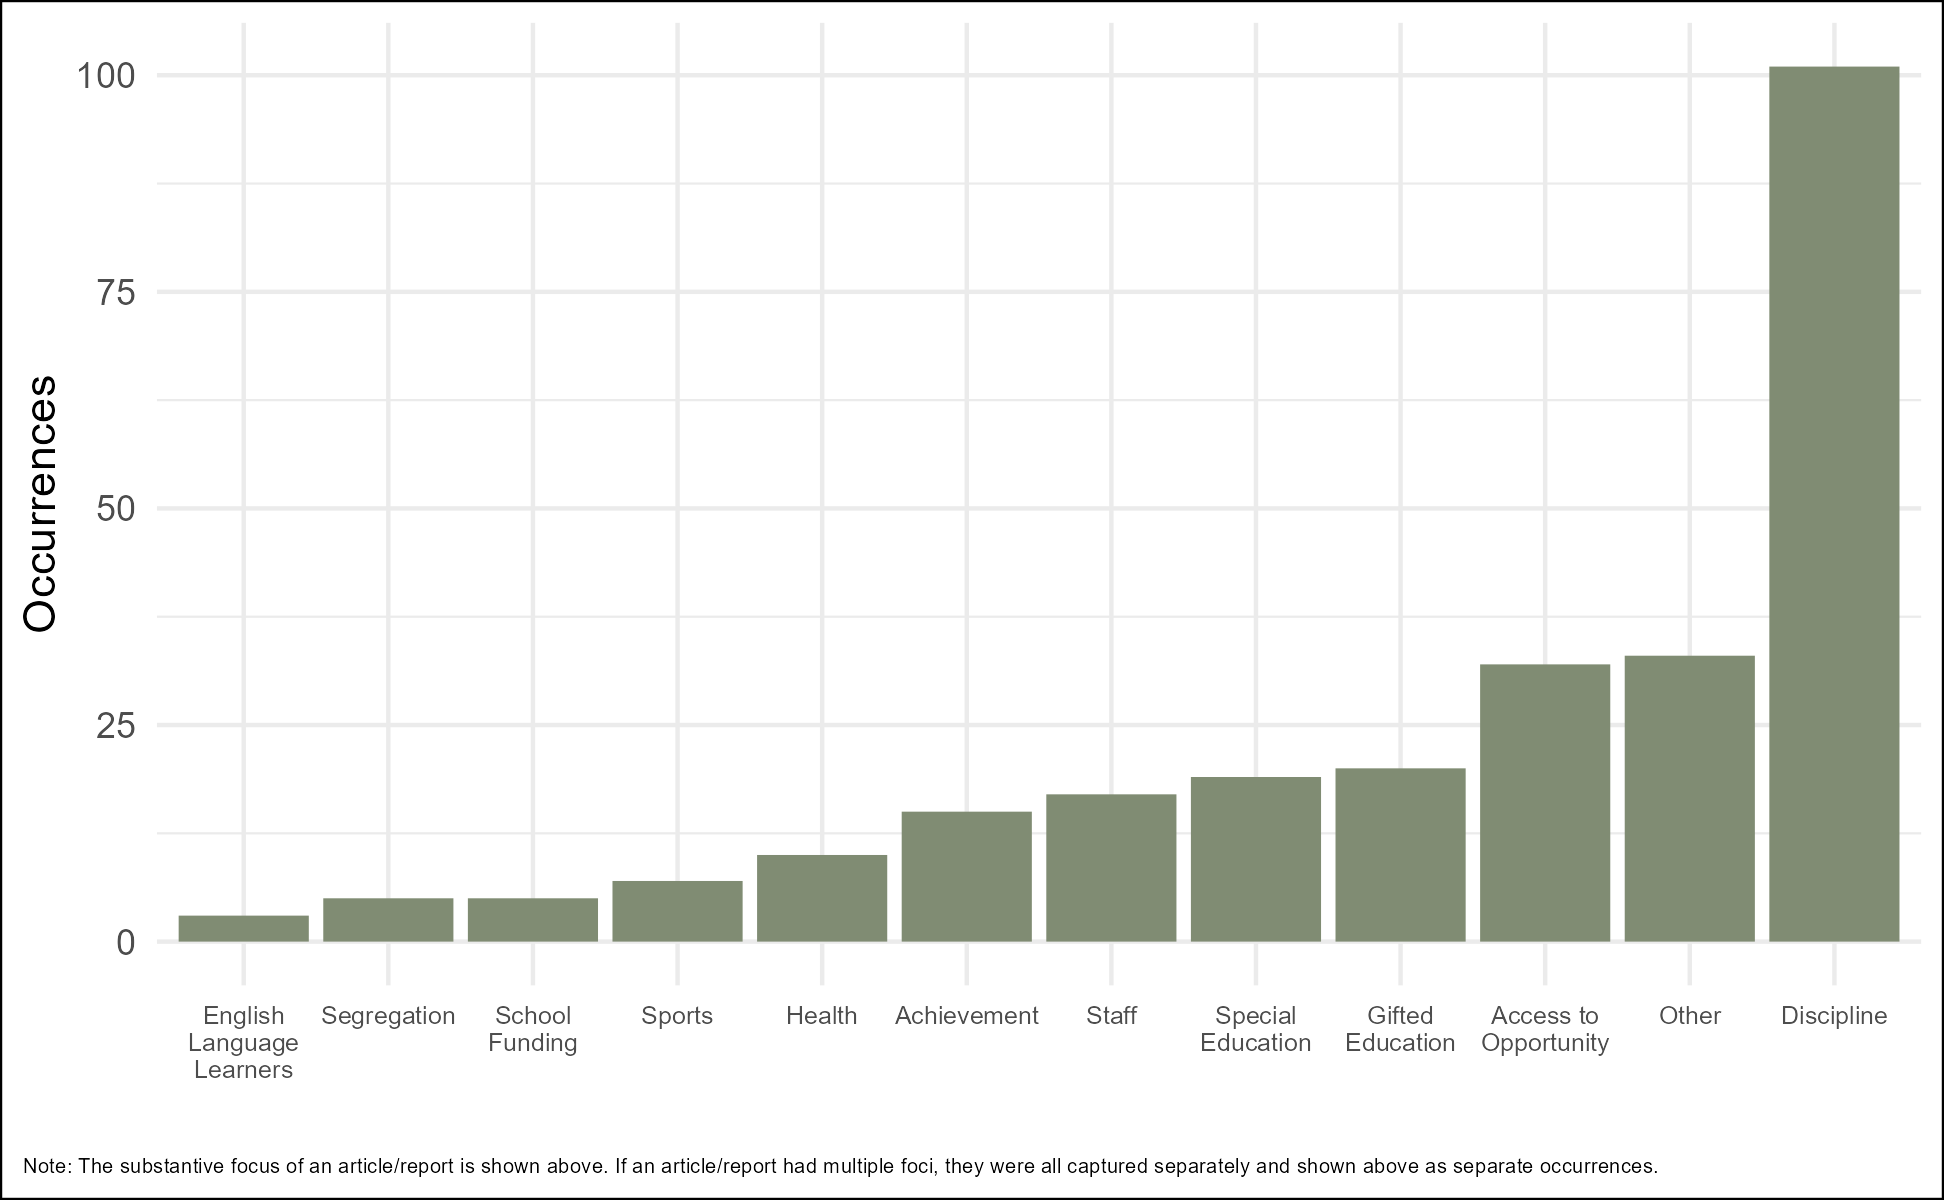 Occurrences
100
75
50
25
0
English
Language
Learners
Segregation
School
Funding
Sports
Health
Achievement
Staff
Special
Education
Gifted
Education
Access to
Opportunity
Other
Discipline
Note: The substantive focus of an article/report is shown above. If an article/report had multiple foci, they were all captured separately and shown above as separate occurrences.